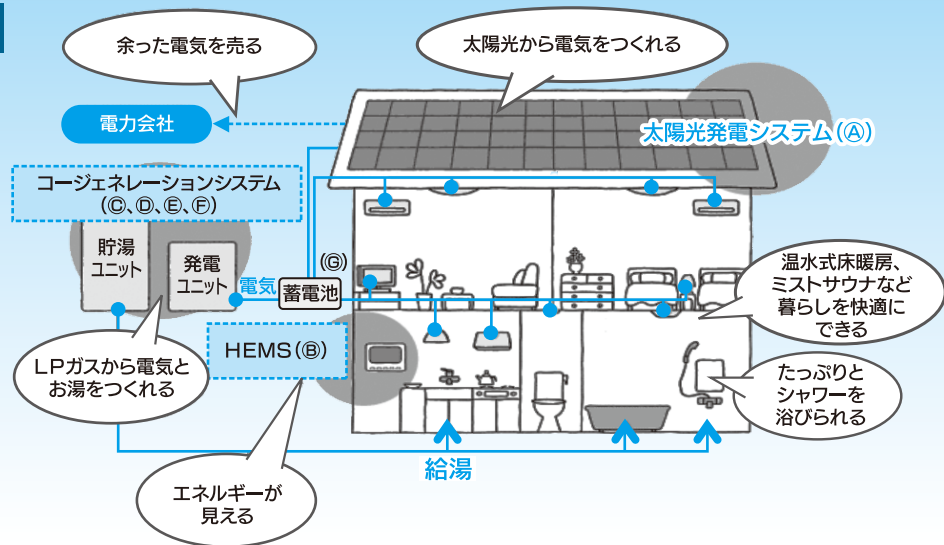 余った電気を売る
太陽光から電気をつくれる
電力会社
太陽光発電システム(Ⓐ)
コージェネレーションシステム
(Ⓒ、Ⓓ、Ⓔ、Ⓕ)
貯湯
ユニット
発電
ユニット
電気
(Ⓖ)
蓄電池
温水式床暖房、
ミストサウナなど
暮らしを快適に
できる
HEMS(Ⓑ)
LPガスから電気と
お湯をつくれる
たっぷりと
シャワーを
浴びられる
給湯
エネルギーが
見える